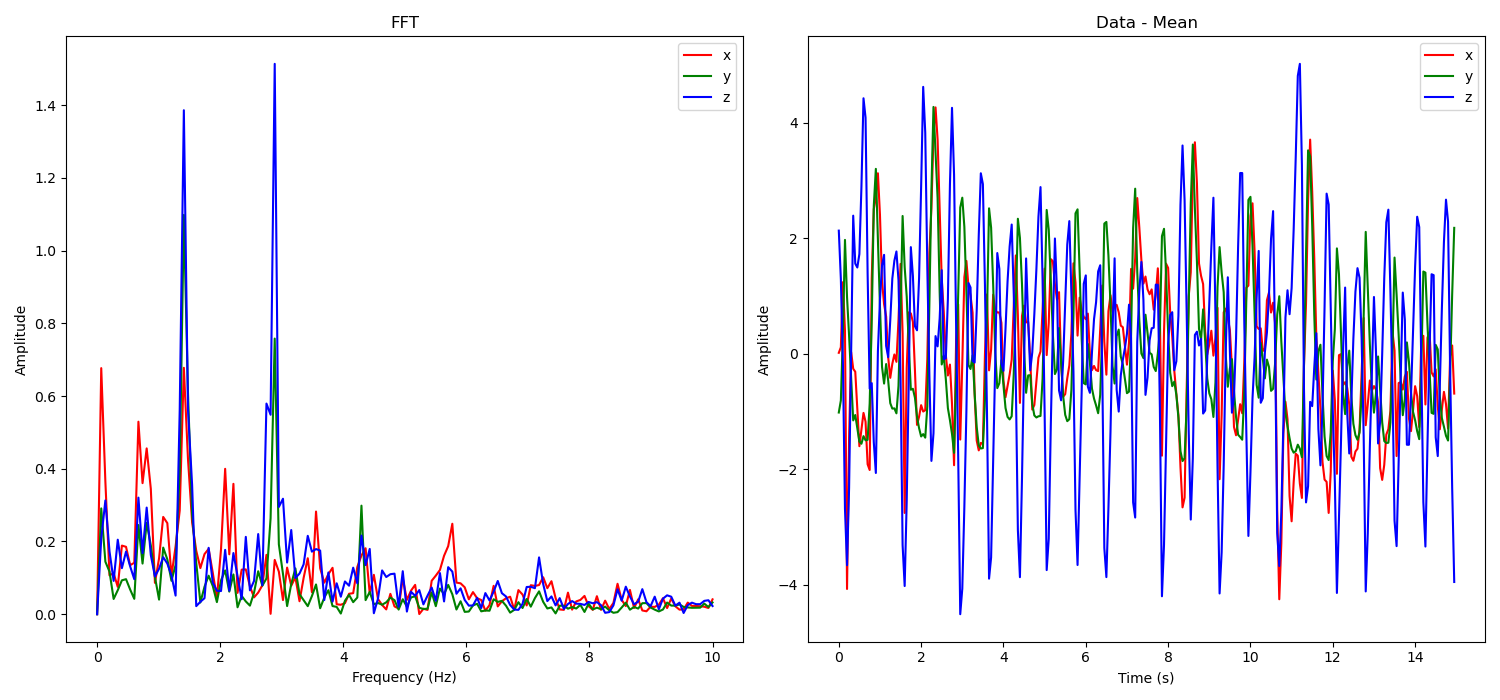 FFT
Amplitude
1.4
1.2
1.0
0.8
0.6
0.4
0.2
0.0
0 2 4 6 8 10
Frequency (Hz)
x
y
z
Data - Mean
Amplitude
4
2
0
−2
−4
0 2 4 6 8 10 12 14
Time (s)
x
y
z